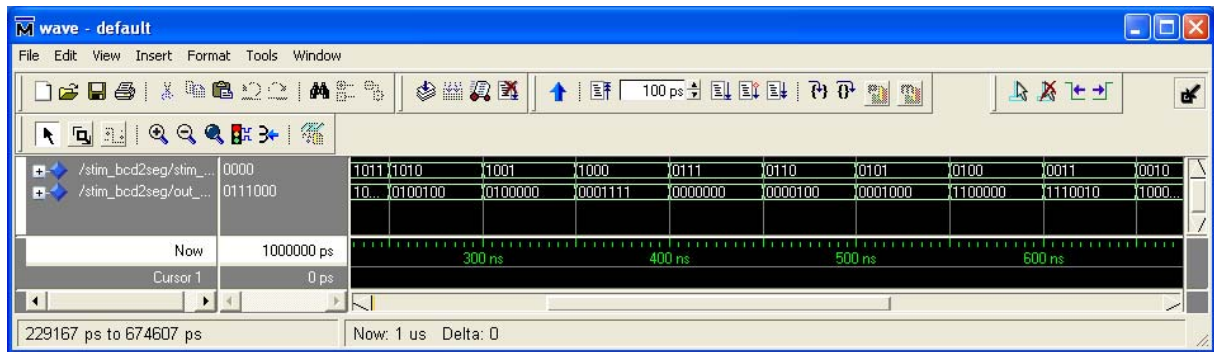 wave - default
File Edit View Insert Format Tools Window
100 ps
/stim_bcd2seg/stim_... 0000 1011 1010 1001 1000 0111 0110 0101 0100 0011 0010
/stim_bcd2seg/out_... 0111000 10... 0100100 0100000 0001111 0000000 0000100 0001000 1100000 1110010 1000...
Now 1000000 ps
300 ns 400 ns 500 ns 600 ns
Cursor 1 0 ps
229167 ps to 674607 ps Now: 1 us Delta: 0